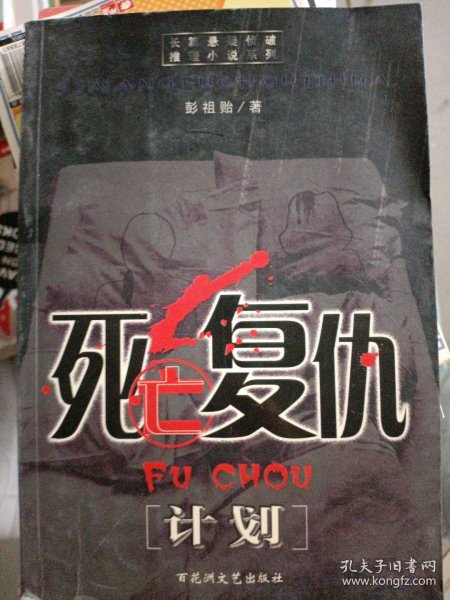 长篇悬疑侦破
推理小说系列
SIWANGFUCHOUJIHUA
彭祖贻/著
死亡复仇
FU CHOU
[计划]
百花洲文艺出版社
孔夫子旧书网
www.kongfz.com